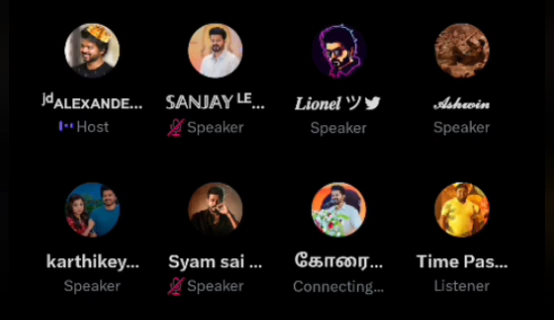 ʲᵈALEXANDE...
𝕊𝔸ℕ𝕁𝔸𝕐 ᴸᴱ...
𝑳𝒊𝒐𝒏𝒆𝒍 ツ
𝓐𝓼𝓱𝔀𝓲𝓷
Host
Speaker
Speaker
Speaker
karthikey...
Syam sai ...
கோரை...
Time Pas...
Speaker
Speaker
Connecting...
Listener